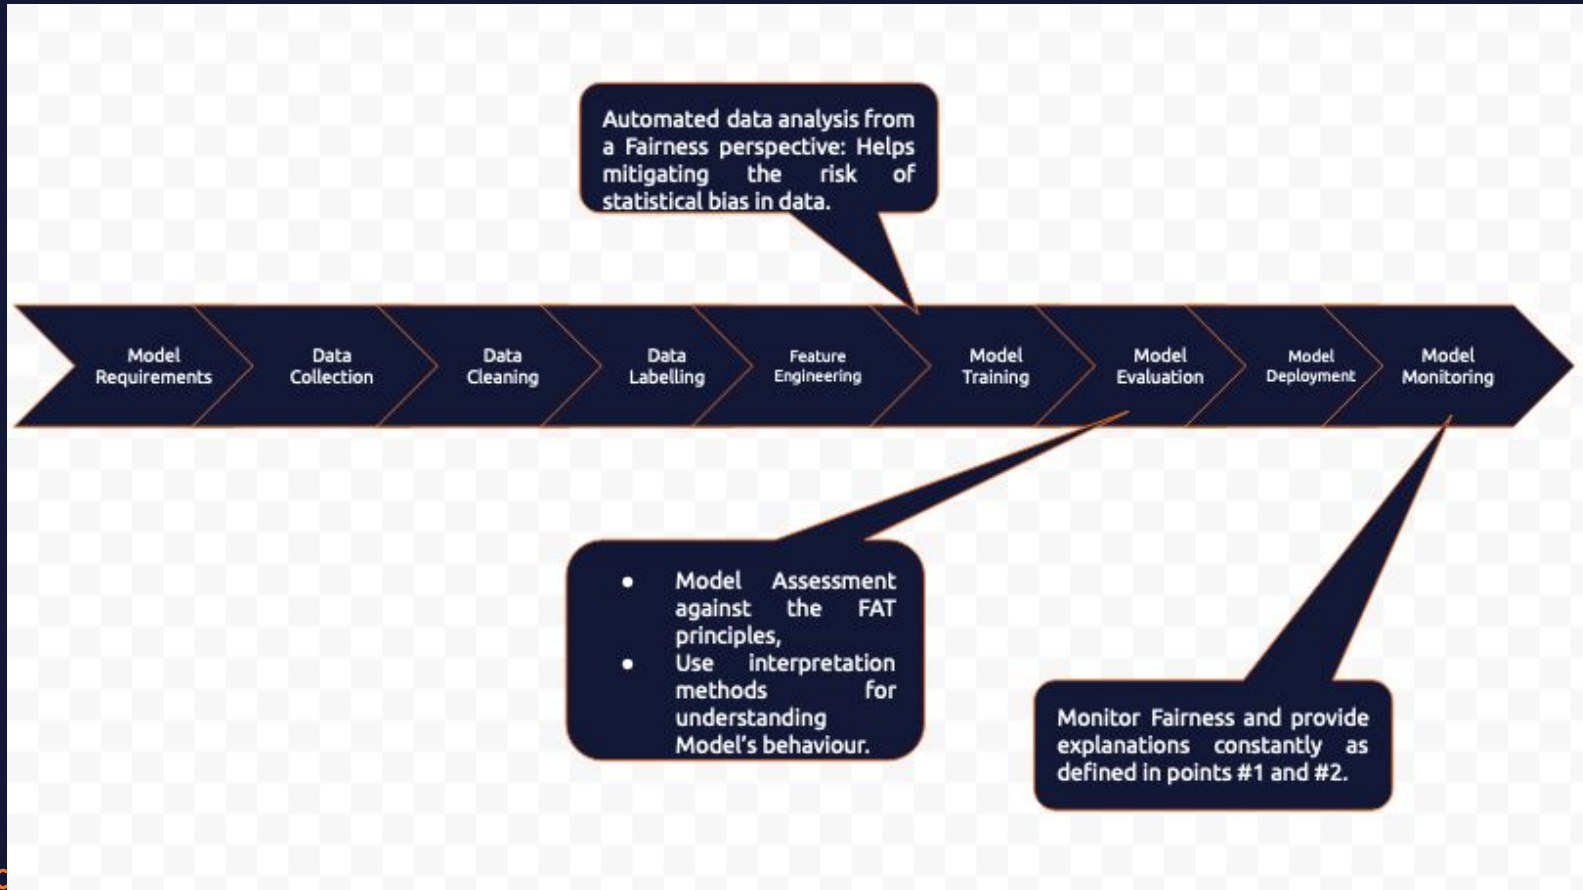 Automated data analysis from
a Fairness perspective: Helps
mitigating the risk of
statistical bias in data.
Model
Requirements
Data
Collection
Data
Cleaning
Data
Labelling
Feature
Engineering
Model
Training
Model
Evaluation
Model
Deployment
Model
Monitoring
● Model Assessment
against the FAT
principles,
● Use interpretation
methods for
understanding
Model’s behaviour.
Monitor Fairness and provide
explanations constantly as
defined in points #1 and #2.